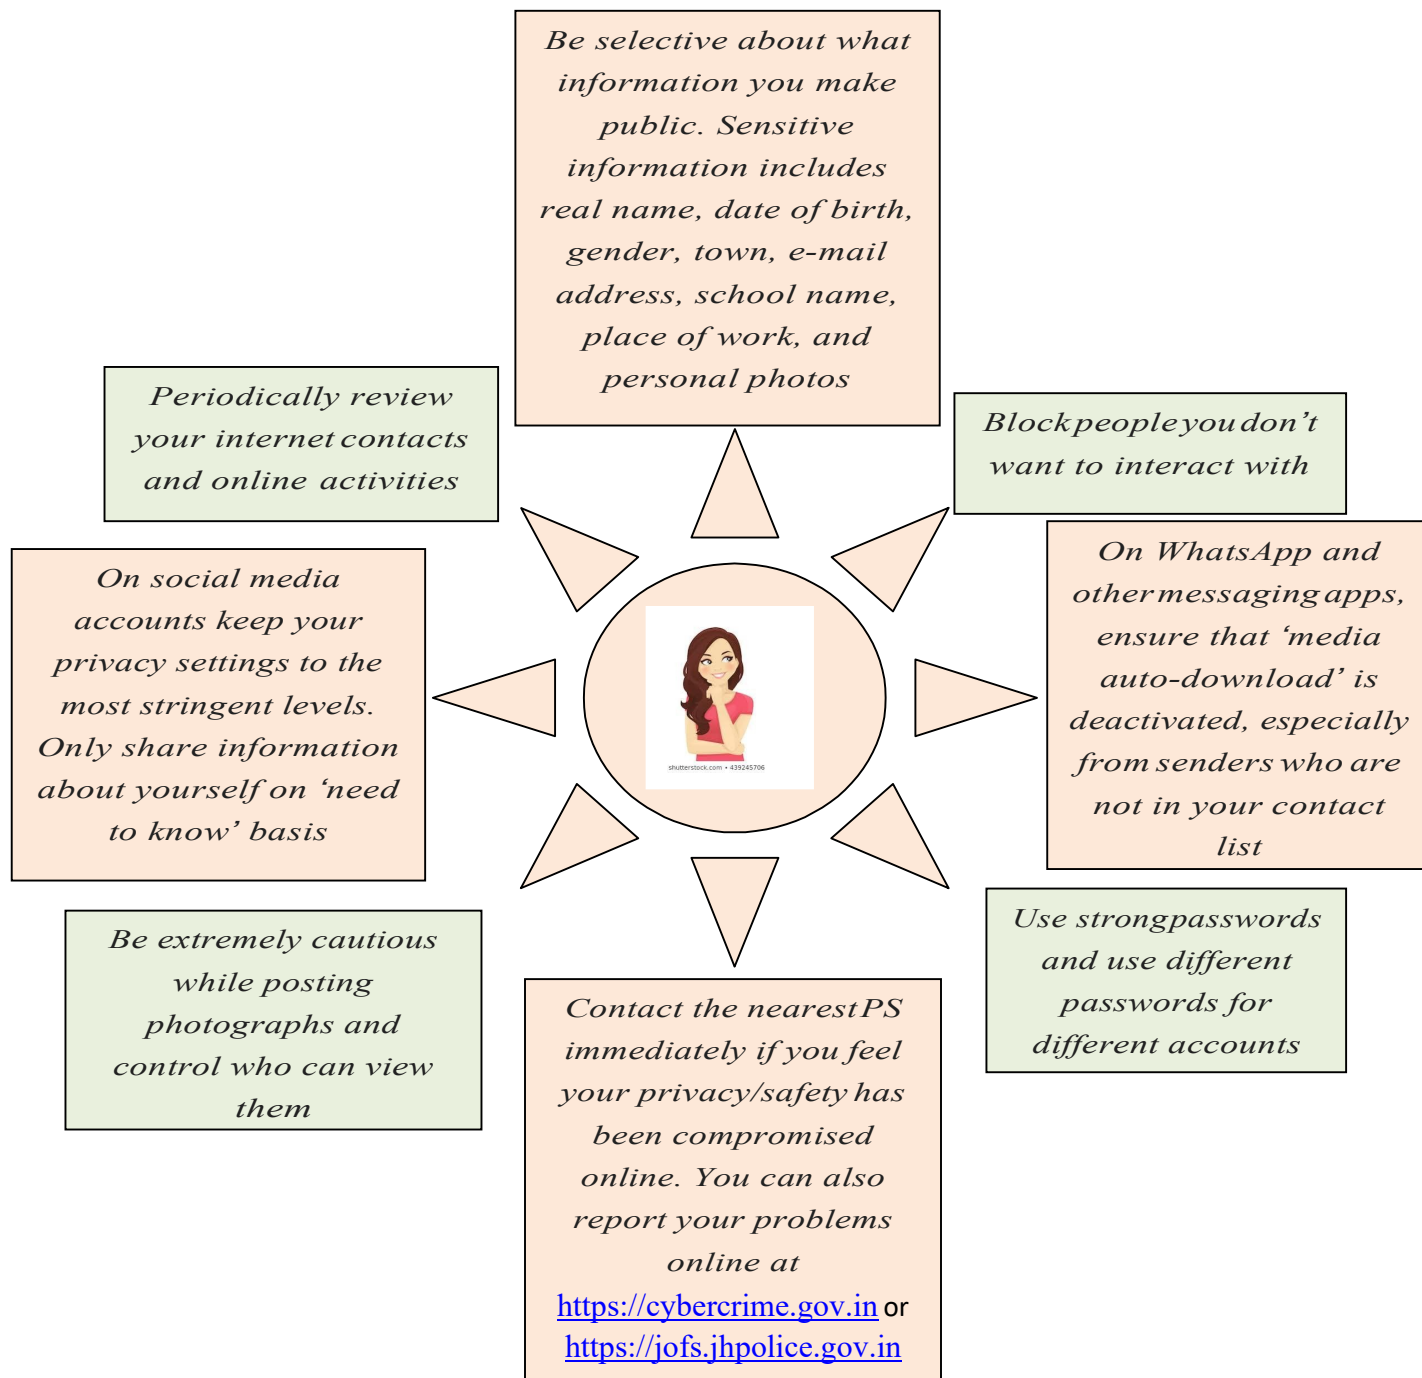 Be selective about what
information you make
public. Sensitive
information includes
real name, date of birth,
gender, town, e-mail
address, school name,
place of work, and
personal photos
Periodically review
your internet contacts
and online activities
Block people you don’t
want to interact with
On social media
accounts keep your
privacy settings to the
most stringent levels.
Only share information
about yourself on ‘need
to know’ basis
On WhatsApp and
other messaging apps,
ensure that ‘media
auto-download’ is
deactivated, especially
from senders who are
not in your contact
list
shutterstock.com • 439245706
Be extremely cautious
while posting
photographs and
control who can view
them
Use strong passwords
and use different
passwords for
different accounts
Contact the nearest PS
immediately if you feel
your privacy/safety has
been compromised
online. You can also
report your problems
online at
https://cybercrime.gov.in or
https://jofs.jhpolice.gov.in